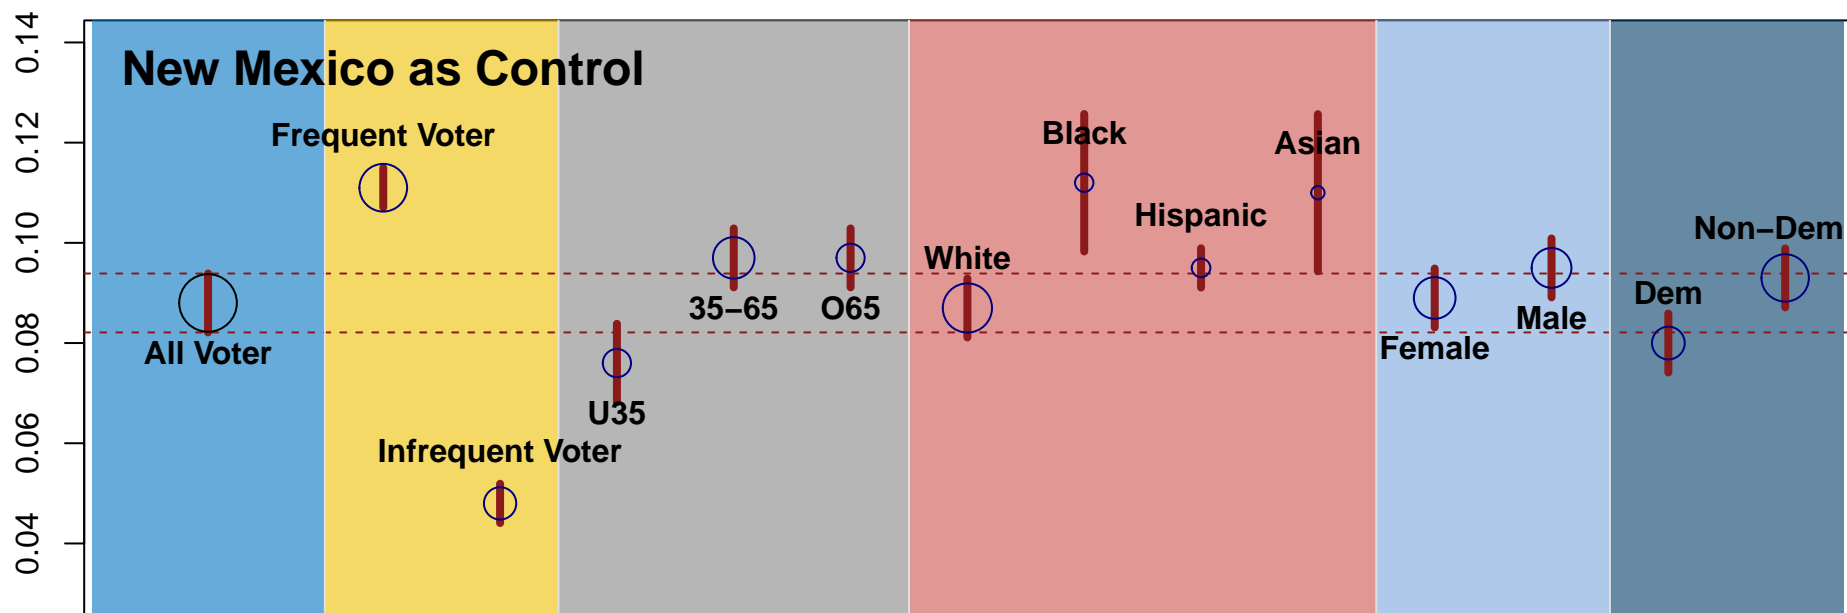 0.14
0.12
0.10
0.08
0.06
0.04
New Mexico as Control
Frequent Voter
All Voter
Infrequent Voter
U35
35−65
O65
White
Black
Hispanic
Asian
Female
Male
Dem
Non−Dem